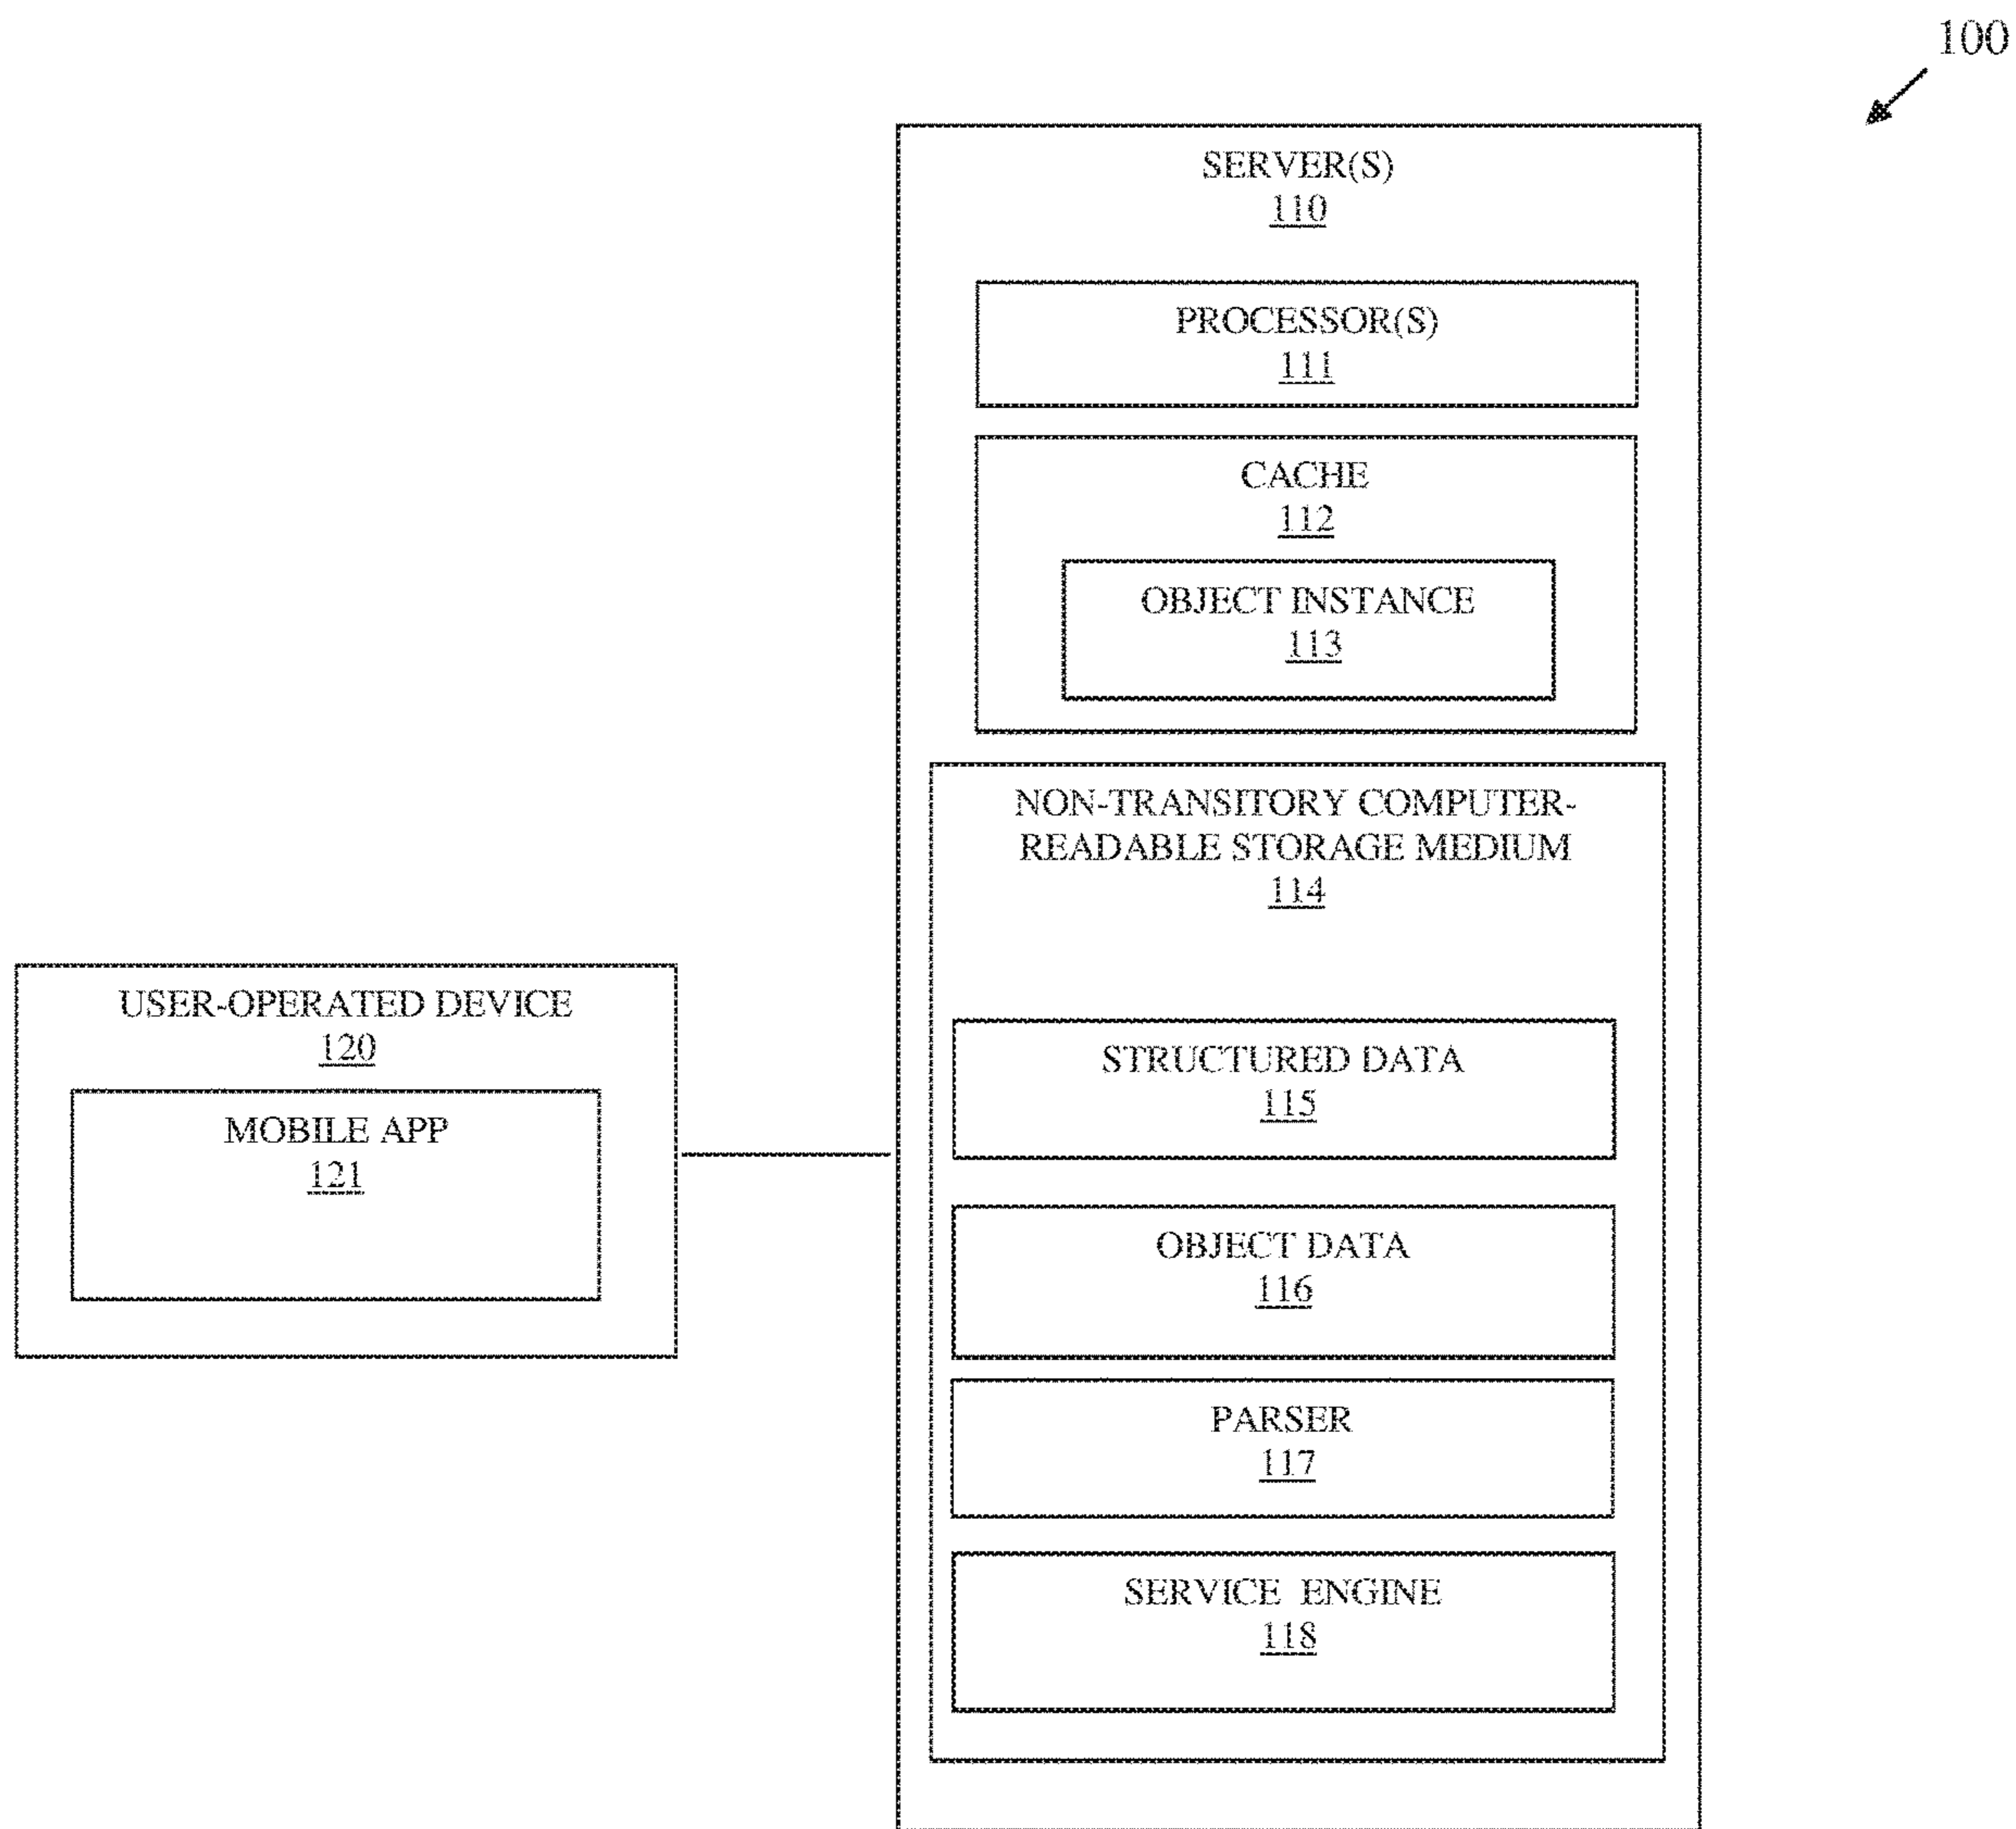 100
SERVER(S)
110
PROCESSOR(S)
111
CACHE
112
OBJECT INSTANCE
113
NON-TRANSITORY COMPUTER-
READABLE STORAGE MEDIUM
114
USER-OPERATED DEVICE
120
MOBILE APP
121
STRUCTURED DATA
115
OBJECT DATA
116
PARSER
117
SERVICE ENGINE
118